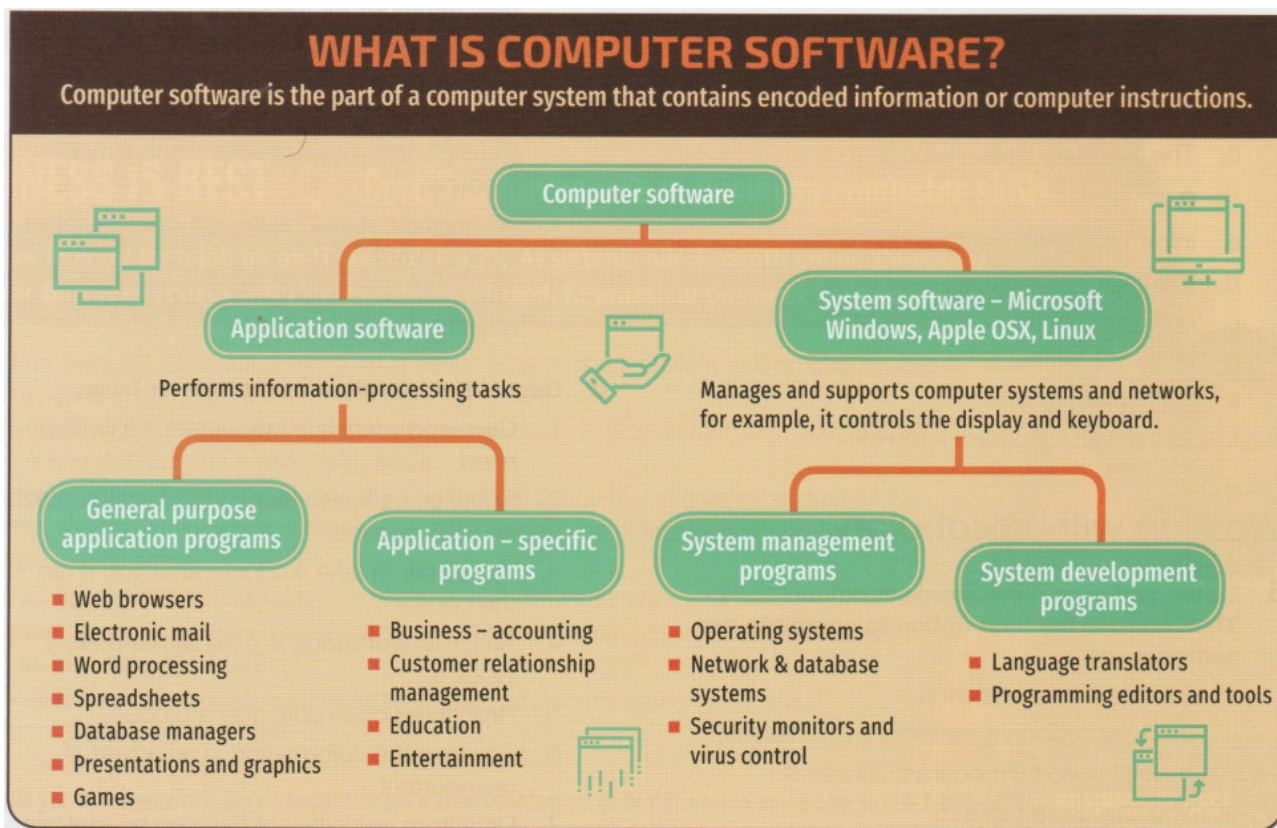 WHAT IS COMPUTER SOFTWARE?
Computer software is the part of a computer system that contains encoded information or computer instructions.
Computer software
Application software
System software – Microsoft
Windows, Apple OSX, Linux
Performs information-processing tasks
Manages and supports computer systems and networks,
for example, it controls the display and keyboard.
General purpose
application programs
■ Web browsers
■ Electronic mail
■ Word processing
■ Spreadsheets
■ Database managers
■ Presentations and graphics
■ Games
Application – specific
programs
■ Business – accounting
■ Customer relationship
management
■ Education
■ Entertainment
System management
programs
■ Operating systems
■ Network & database
systems
■ Security monitors and
virus control
System development
programs
■ Language translators
■ Programming editors and tools